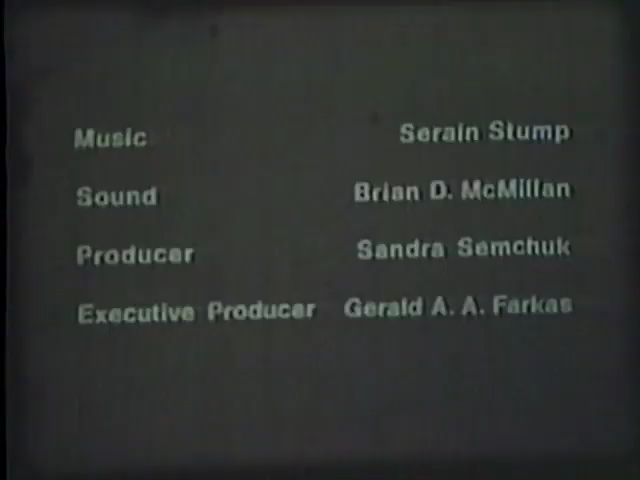 Music Serain Stump
Sound Brian D. McMillan
Producer Sandra Semchuk
Executive Producer Gerald A. A. Farkas